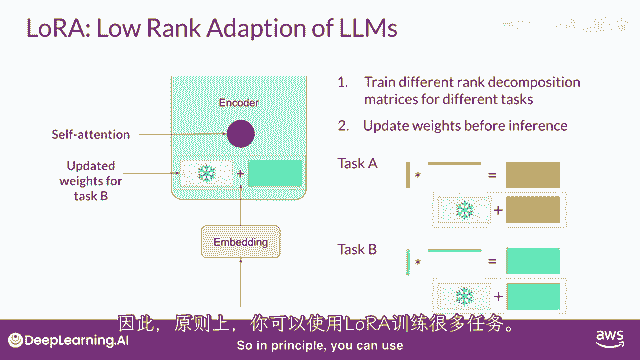 LoRA: Low Rank Adaption of LLMs
Encoder
Self-attention
Updated
weights for
task B
+
Embedding
1. Train different rank decomposition
matrices for different tasks
2. Update weights before inference
Task A
* =
+
Task B
* =
+
因此，原则上，你可以使用LoRA训练很多任务。
DeepLearning.AI
So in principle, you can use
aws